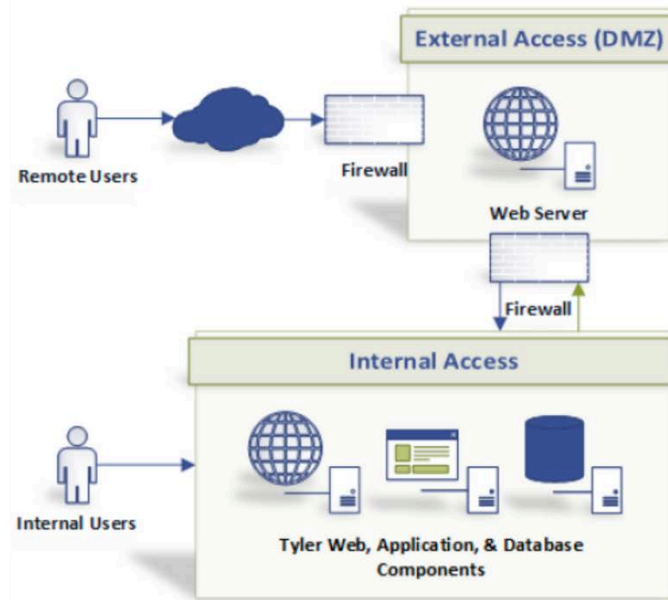 External Access (DMZ)
Remote Users
Firewall
Web Server
Firewall
Internal Access
Internal Users
Tyler Web, Application, & Database
Components